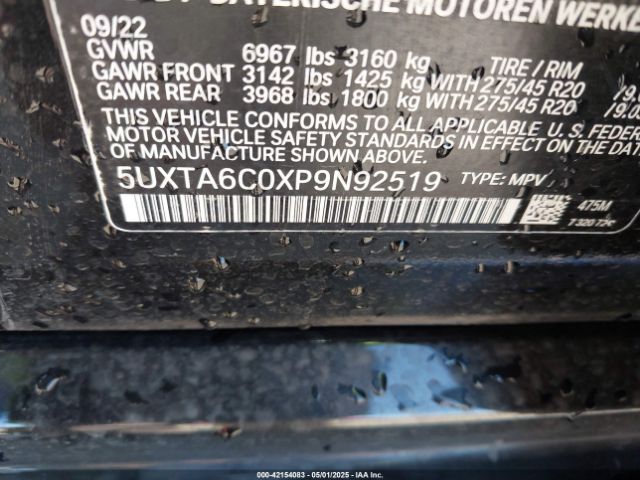 BAYERISCHE MOTOREN WERKE
09/22
GVWR 6967 lbs 3160 kg TIRE / RIM
GAWR FRONT 3142 lbs 1425 kg WITH 275/45 R20
GAWR REAR 3968 lbs 1800 kg WITH 275/45 R20
THIS VEHICLE CONFORMS TO ALL APPLICABLE U.S. FEDER
MOTOR VEHICLE SAFETY STANDARDS IN EFFECT ON THE DA
MANUFACTURE SHOWN ABOVE.
5UXTA6C0XP9N92519 TYPE: MPV
475M
000-42154083 - 05/01/2025 - IAA Inc.